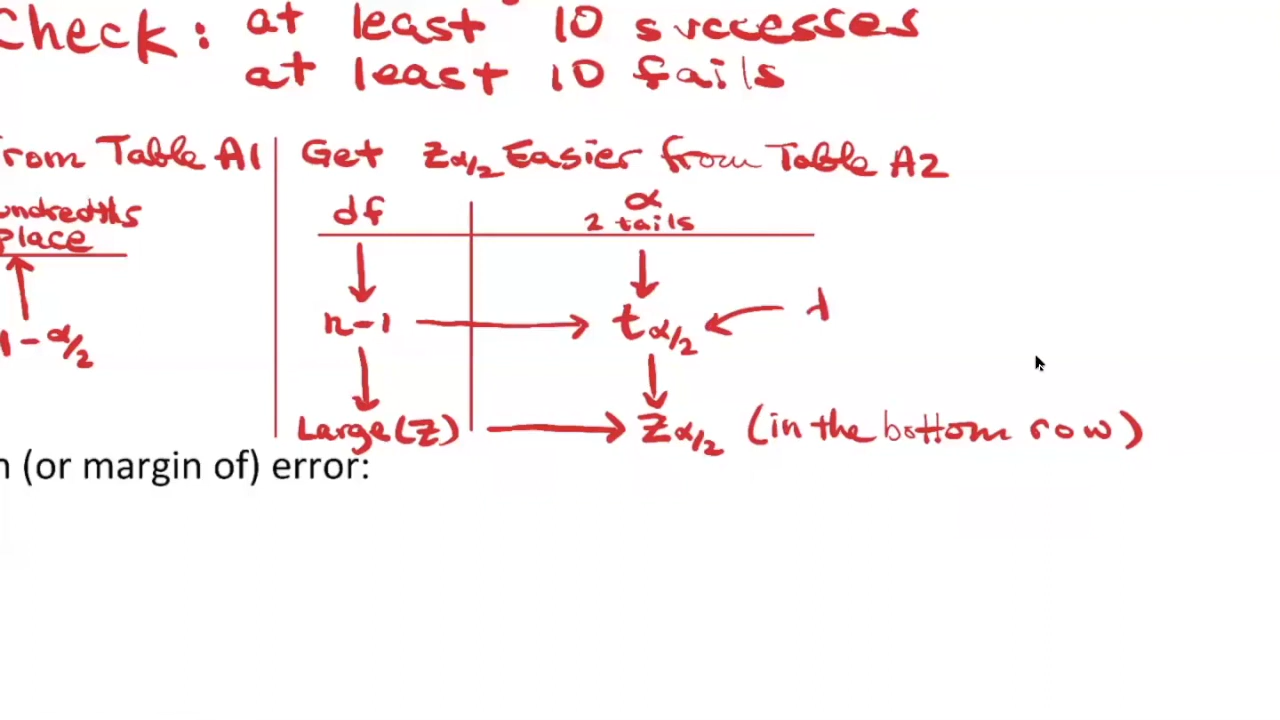 Check: at least 10 successes
at least 10 fails
from Table A1
Get Zα/2 Easier from Table A2
hundredths
place
df
α
2 tails
1-α/2
n-1
tα/2
Large(Z)
Zα/2 (in the bottom row)
(or margin of) error: